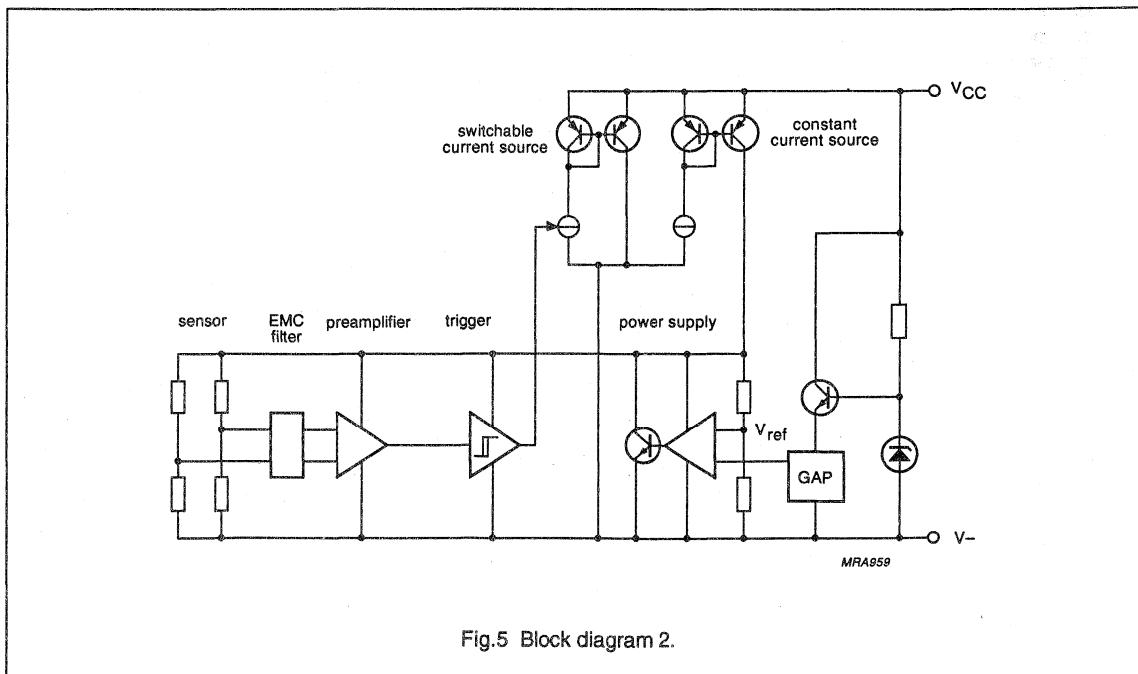 VCC
switchable
current source
constant
current source
sensor
EMC
filter
preamplifier
trigger
power supply
Vref
GAP
V–
MRA959
Fig.5 Block diagram 2.